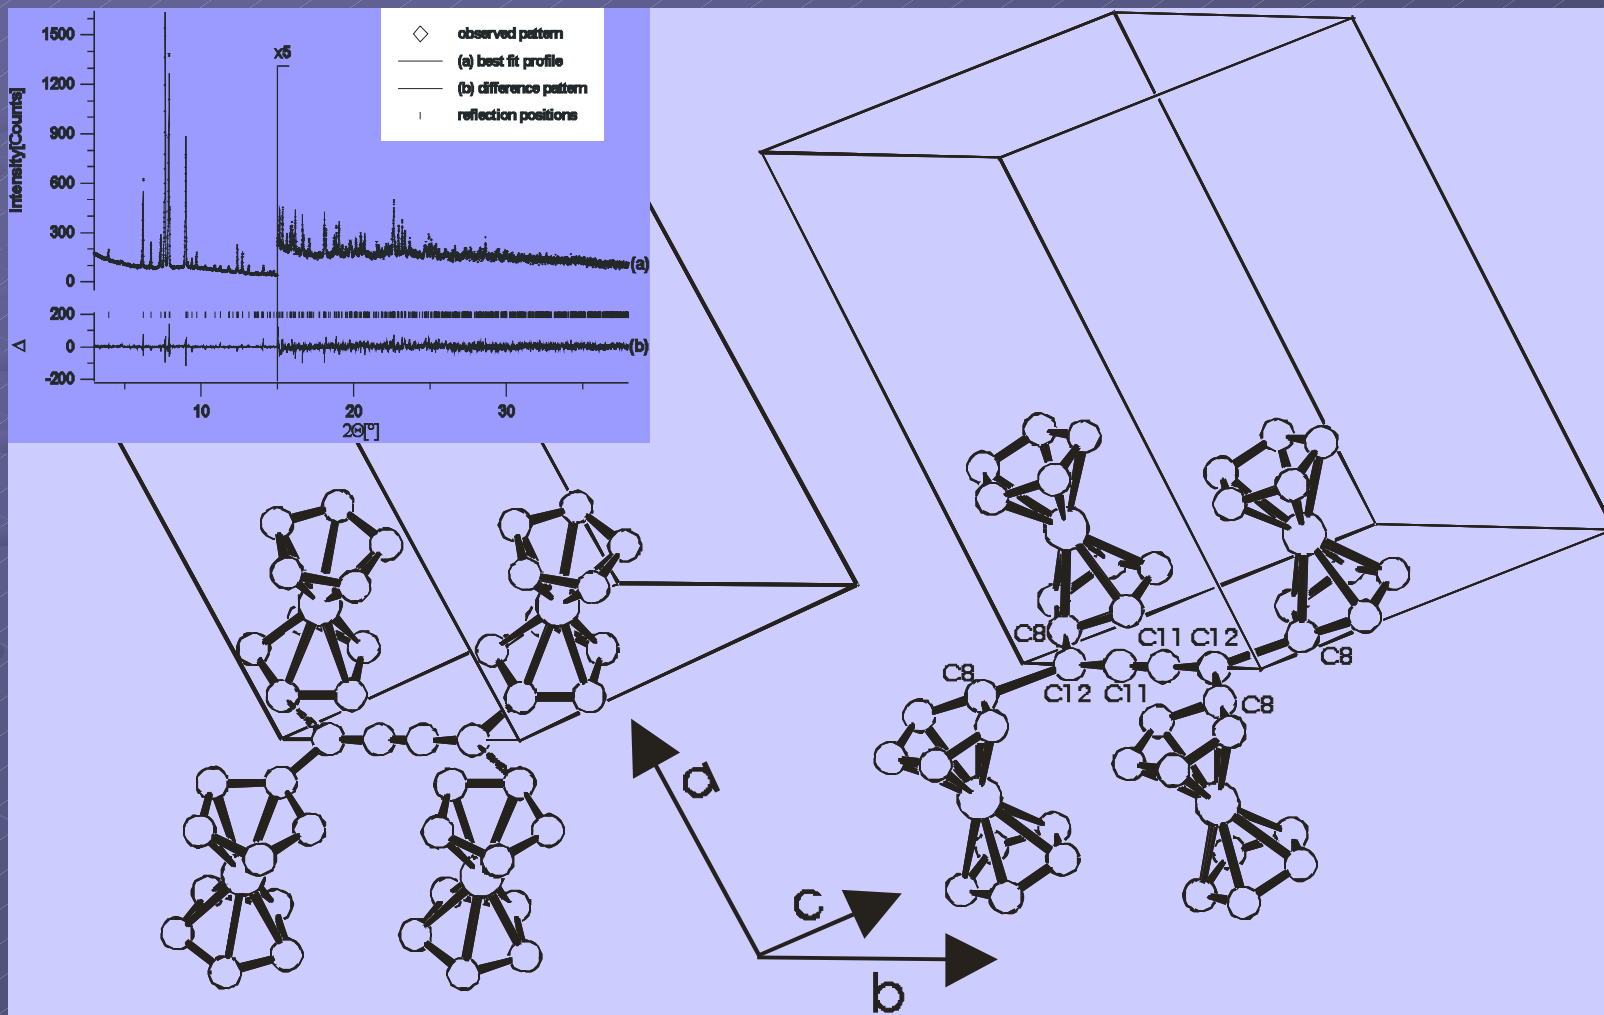 1500
1200
900
600
300
0
Intensity[Counts]
x5
observed pattern
(a) best fit profile
(b) difference pattern
reflection positions
(a)
200
0
-200
Δ
(b)
10
20
30
2Θ[°]
C8
C11 C12
C8
C8
C12 C11
C8
a
c
b